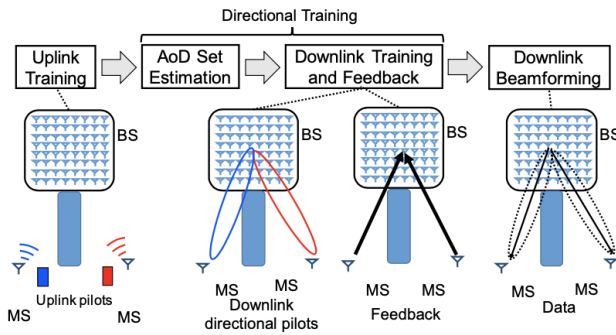 Directional Training
Uplink
Training
AoD Set
Estimation
Downlink Training
and Feedback
Downlink
Beamforming
BS
BS
BS
BS
MS
Uplink pilots
MS
MS
MS
Downlink
directional pilots
MS
MS
Feedback
MS
MS
Data